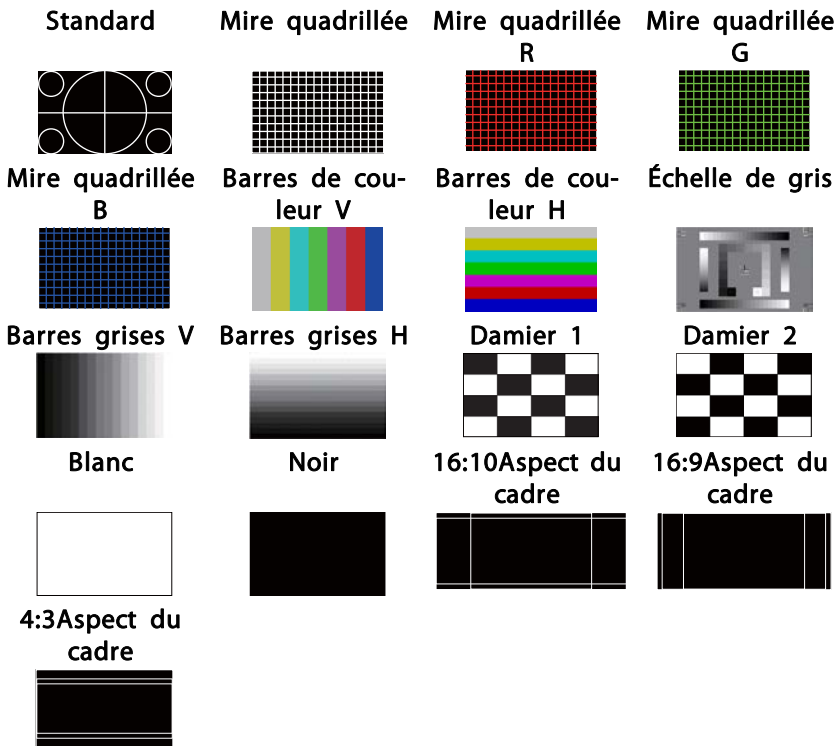 Standard
Mire quadrillée
Mire quadrillée
R
Mire quadrillée
G
Mire quadrillée
B
Barres de cou-
leur V
Barres de cou-
leur H
Échelle de gris
Barres grises V
Barres grises H
Damier 1
Damier 2
Blanc
Noir
16:10Aspect du
cadre
16:9Aspect du
cadre
4:3Aspect du
cadre